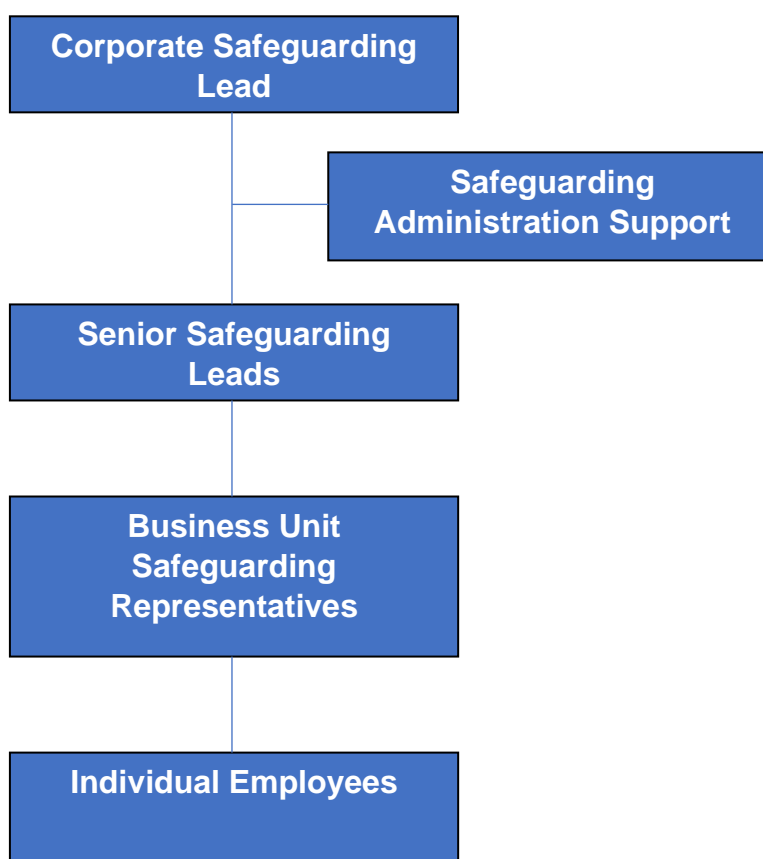 Corporate Safeguarding
Lead
Safeguarding
Administration Support
Senior Safeguarding
Leads
Business Unit
Safeguarding
Representatives
Individual Employees